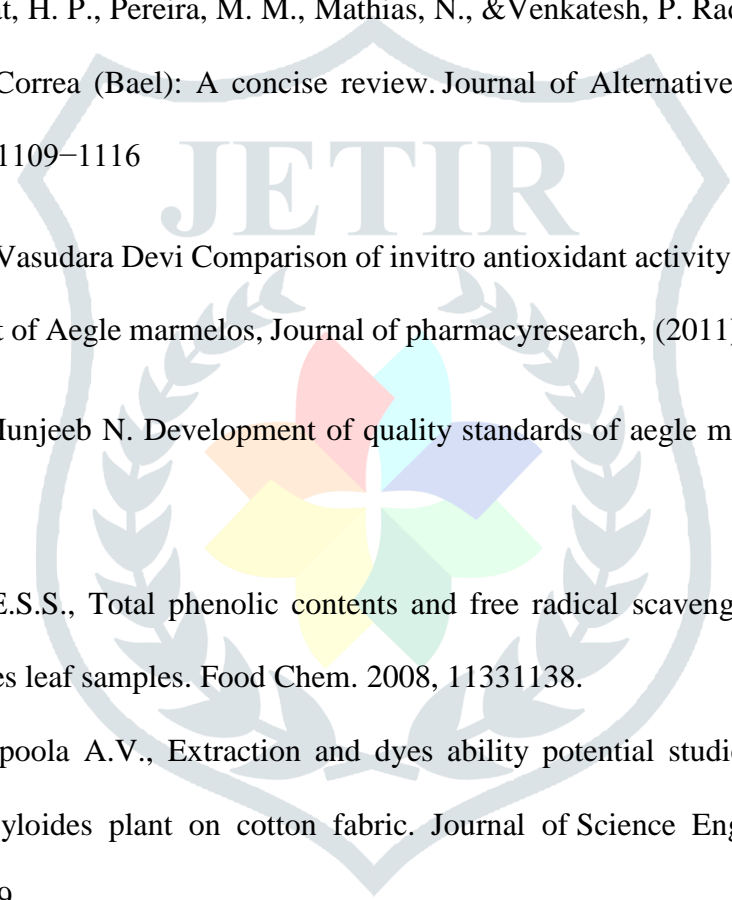 at, H. P., Pereira, M. M., Mathias, N., &Venkatesh, P. Rad
Correa (Bael): A concise review. Journal of Alternative
1109−1116
JETIR
Vasudara Devi Comparison of invitro antioxidant activity
t of Aegle marmelos, Journal of pharmacyresearch, (2011)
Munjeeb N. Development of quality standards of aegle m
E.S.S., Total phenolic contents and free radical scaveng
es leaf samples. Food Chem. 2008, 11331138.
poola A.V., Extraction and dyes ability potential studie
yloides plant on cotton fabric. Journal of Science Eng
9